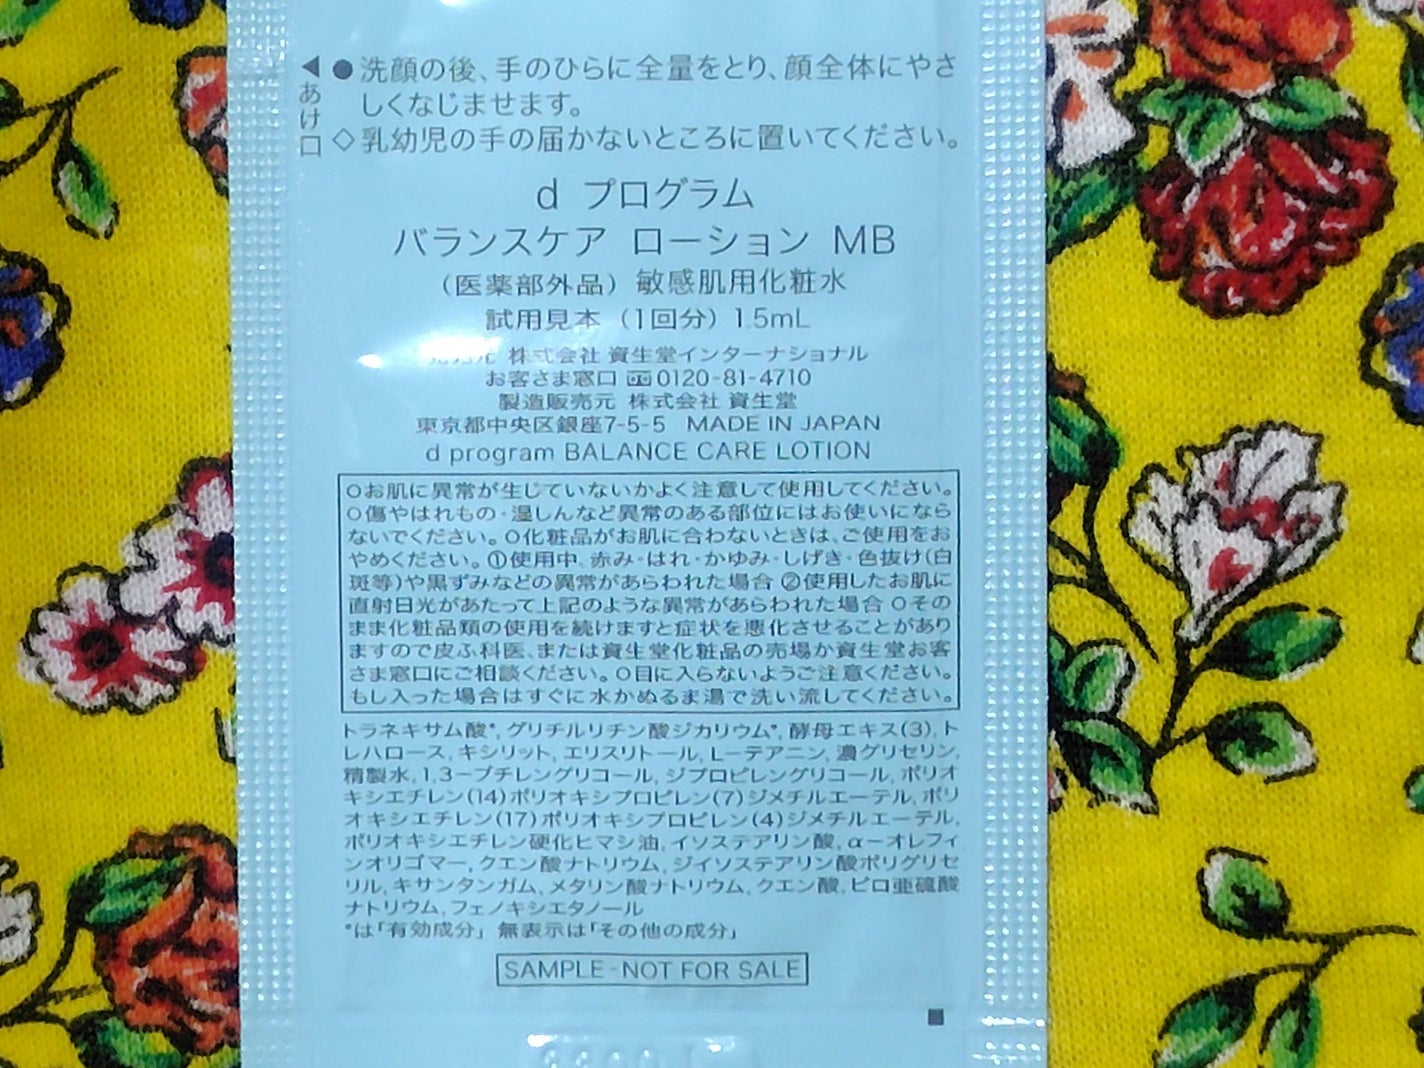 ◀あけ口
●洗顔の後、手のひらに全量をとり、顔全体にやさ
しくなじませます。
◇乳幼児の手の届かないところに置いてください。
d プログラム
バランスケア ローション MB
（医薬部外品）敏感肌用化粧水
試用見本（1回分）1.5mL
株式会社 資生堂インターナショナル
お客さま窓口 0120-81-4710
製造販売元 株式会社 資生堂
東京都中央区銀座7-5-5 MADE IN JAPAN
d program BALANCE CARE LOTION
○お肌に異常が生じていないかよく注意して使用してください。
○傷やはれもの・湿しんなど異常のある部位にはお使いになら
ないでください。○化粧品がお肌に合わないときは、ご使用をお
やめください。①使用中、赤み・はれ・かゆみ・しげき・色抜け(白
斑等)や黒ずみなどの異常があらわれた場合 ②使用したお肌に
直射日光があたって上記のような異常があらわれた場合 ○その
まま化粧品類の使用を続けますと症状を悪化させることがあり
ますので皮ふ科医、または資生堂化粧品の売場か資生堂お客
さま窓口にご相談ください。○目に入らないようご注意ください。
もし入った場合はすぐに水かぬるま湯で洗い流してください。
トラネキサム酸*, グリチルリチン酸ジカリウム*, 酵母エキス(3), ト
レハロース, キシリット, エリスリトール, L-テアニン, 濃グリセリン,
精製水, 1,3-ブチレングリコール, ジプロピレングリコール, ポリオ
キシエチレン(14)ポリオキシプロピレン(7)ジメチルエーテル, ポリ
オキシエチレン(17)ポリオキシプロピレン(4)ジメチルエーテル,
ポリオキシエチレン硬化ヒマシ油, イソステアリン酸, α-オレフィ
ンオリゴマー, クエン酸ナトリウム, ジイソステアリン酸ポリグリセ
リル, キサンタンガム, メタリン酸ナトリウム, クエン酸, ピロ亜硫酸
ナトリウム, フェノキシエタノール
*は「有効成分」 無表示は「その他の成分」
SAMPLE-NOT FOR SALE